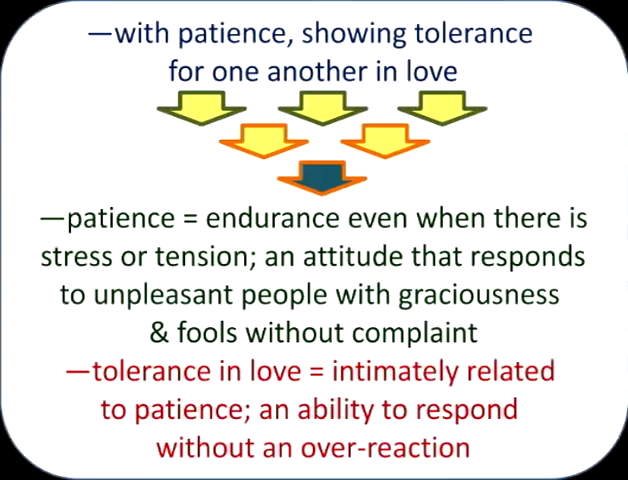 —with patience, showing tolerance
for one another in love
—patience = endurance even when there is
stress or tension; an attitude that responds
to unpleasant people with graciousness
& fools without complaint
—tolerance in love = intimately related
to patience; an ability to respond
without an over-reaction